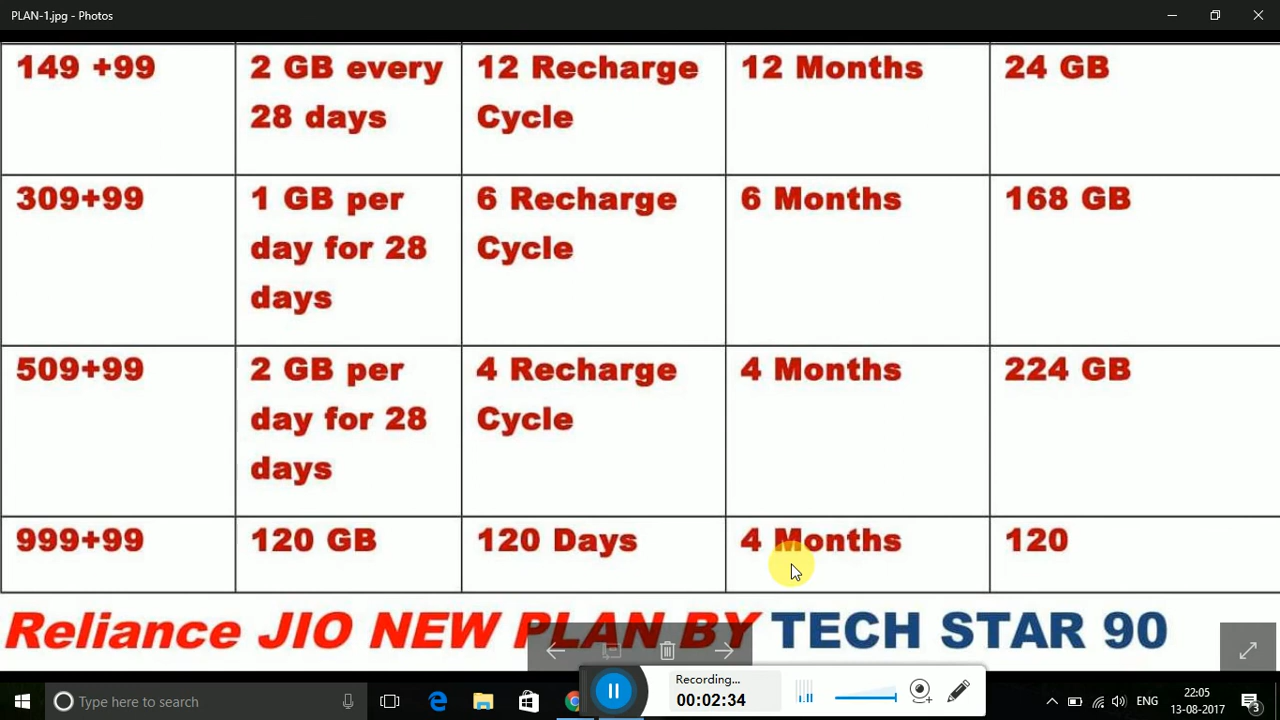 PLAN-1.jpg - Photos
149 +99
2 GB every
28 days
12 Recharge
Cycle
12 Months
24 GB
309+99
1 GB per
day for 28
days
6 Recharge
Cycle
6 Months
168 GB
509+99
2 GB per
day for 28
days
4 Recharge
Cycle
4 Months
224 GB
999+99
120 GB
120 Days
4 Months
120
Reliance JIO NEW PLAN BY TECH STAR 90
Recording...
00:02:34
Type here to search
ENG
22:05
13-08-2017
3